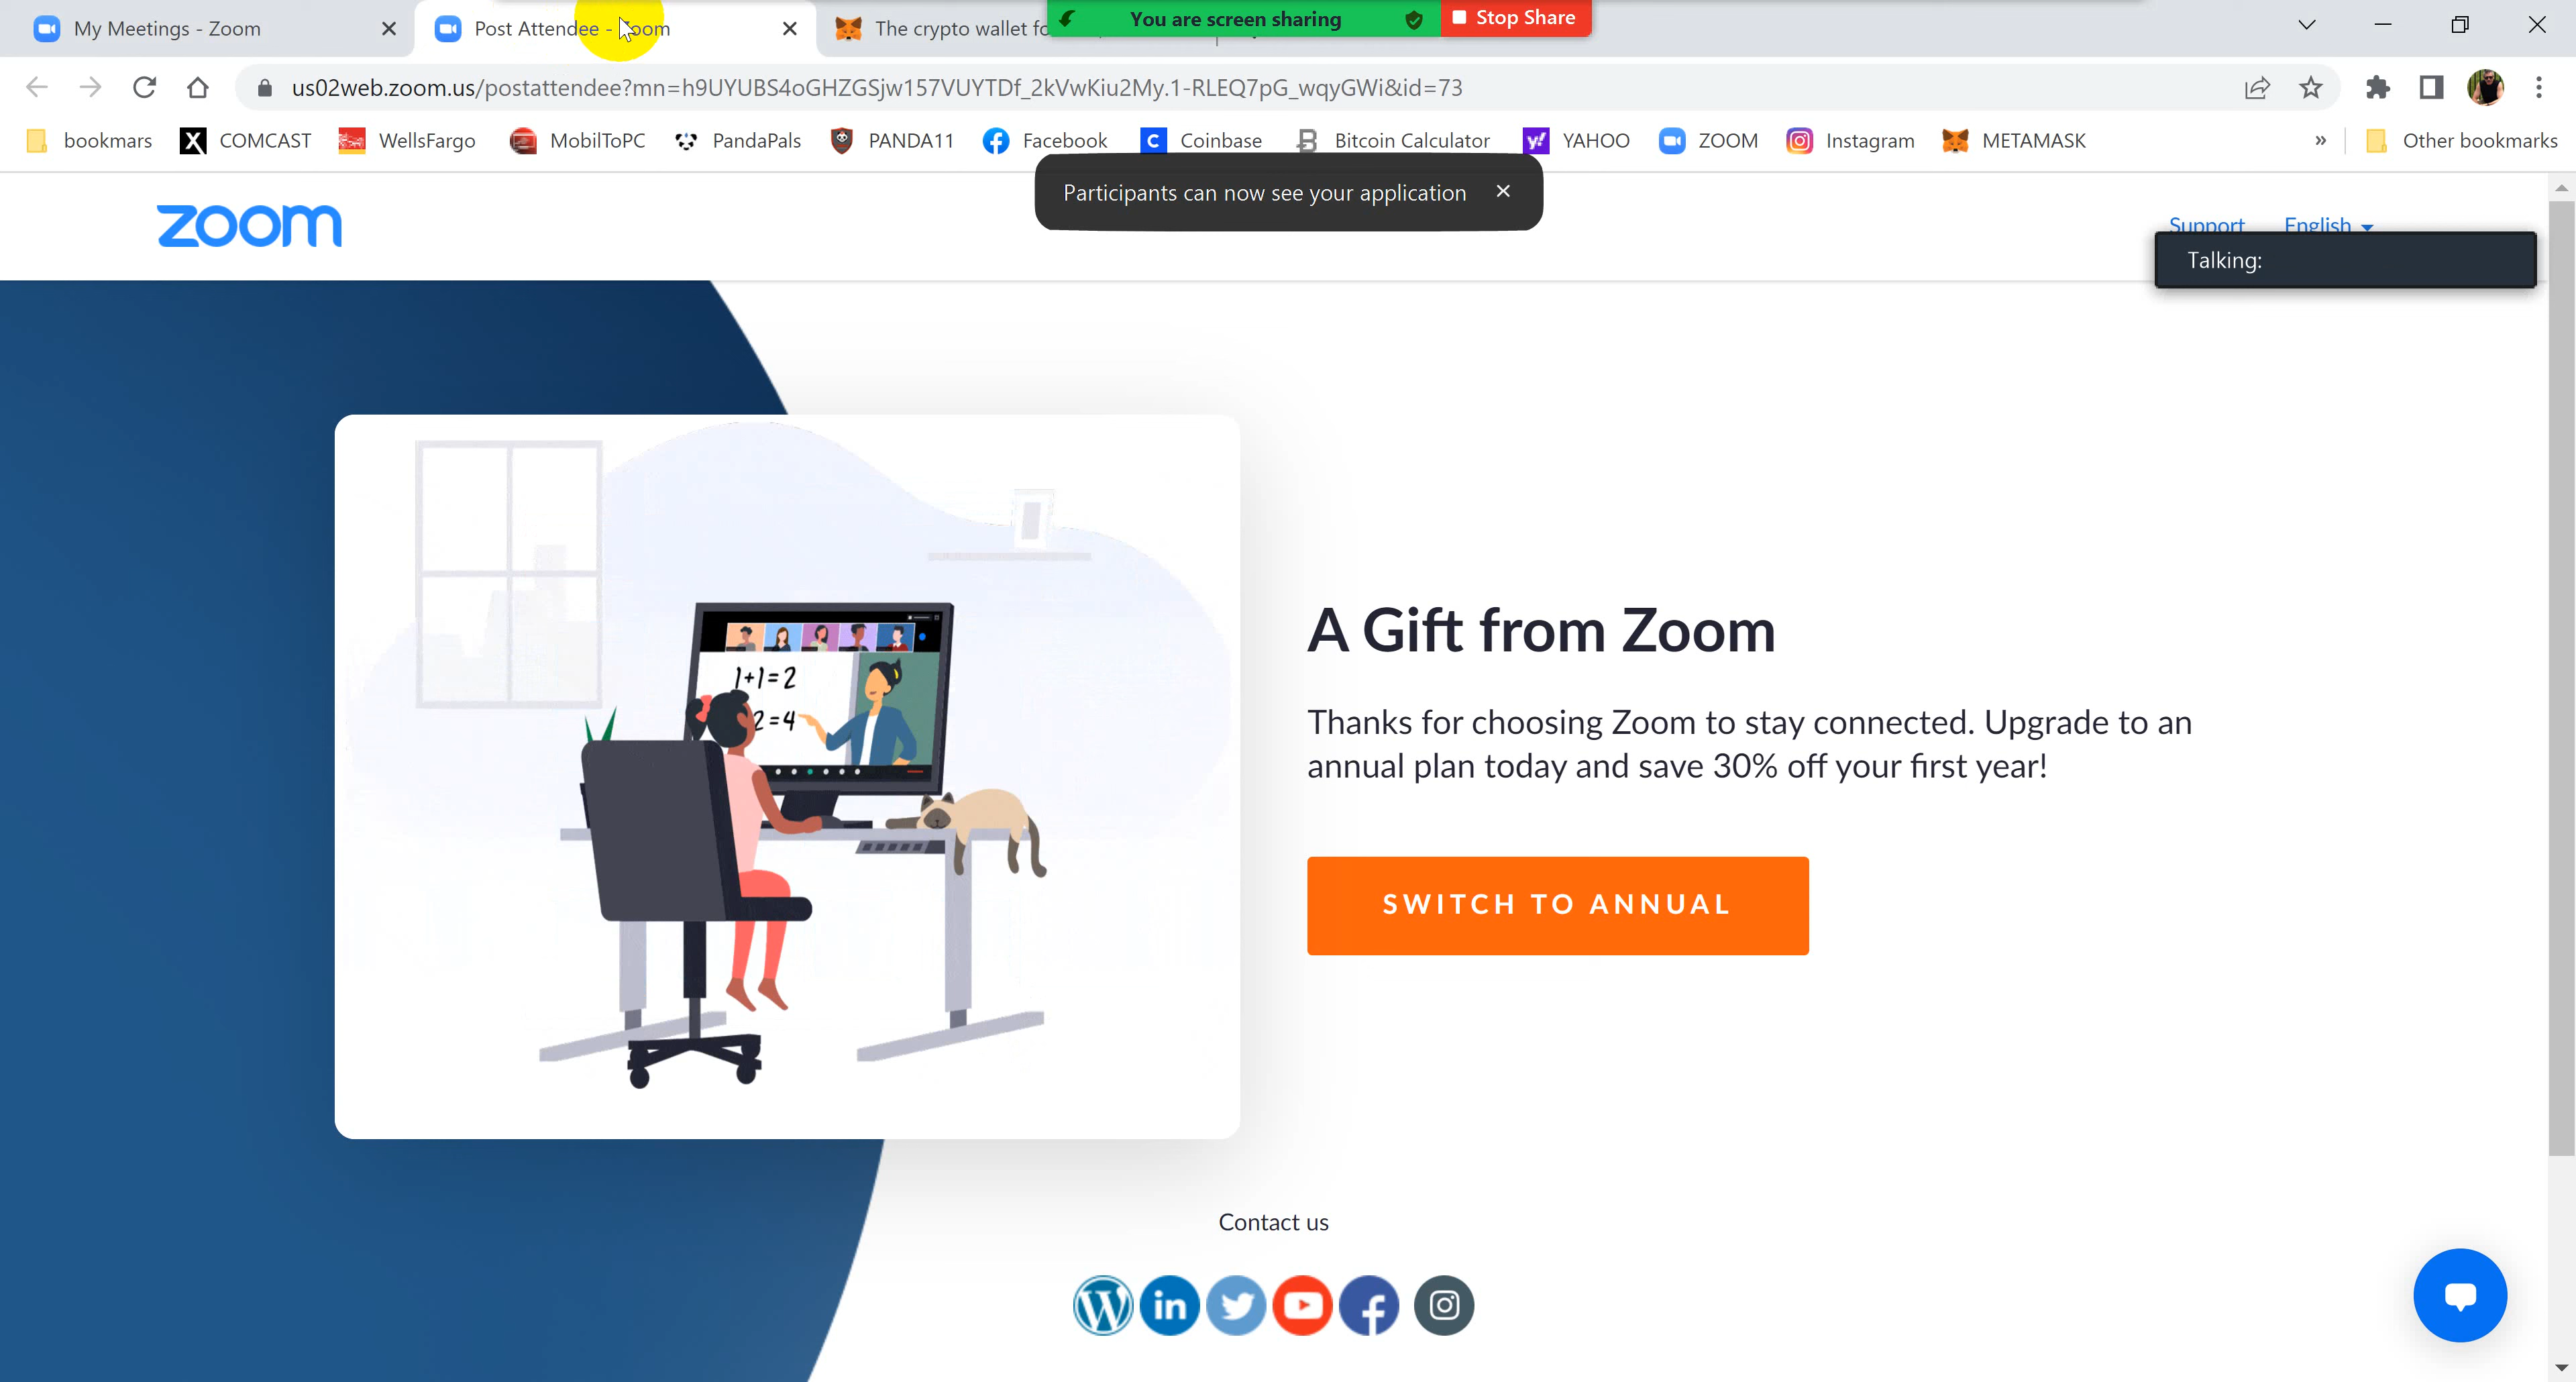 My Meetings - Zoom
Post Attendee - Zoom
The crypto wallet fo
You are screen sharing
Stop Share
us02web.zoom.us/postattendee?mn=h9UYUBS4oGHZGSjw157VUYTDf_2kVwKiu2My.1-RLEQ7pG_wqyGWi&id=73
bookmars
X COMCAST
WellsFargo
MobilToPC
PandaPals
PANDA11
Facebook
C Coinbase
Bitcoin Calculator
y! YAHOO
ZOOM
Instagram
METAMASK
»
Other bookmarks
Participants can now see your application
zoom
Support
English
Talking:
1+1=2
2=4
A Gift from Zoom
Thanks for choosing Zoom to stay connected. Upgrade to an
annual plan today and save 30% off your first year!
SWITCH TO ANNUAL
Contact us